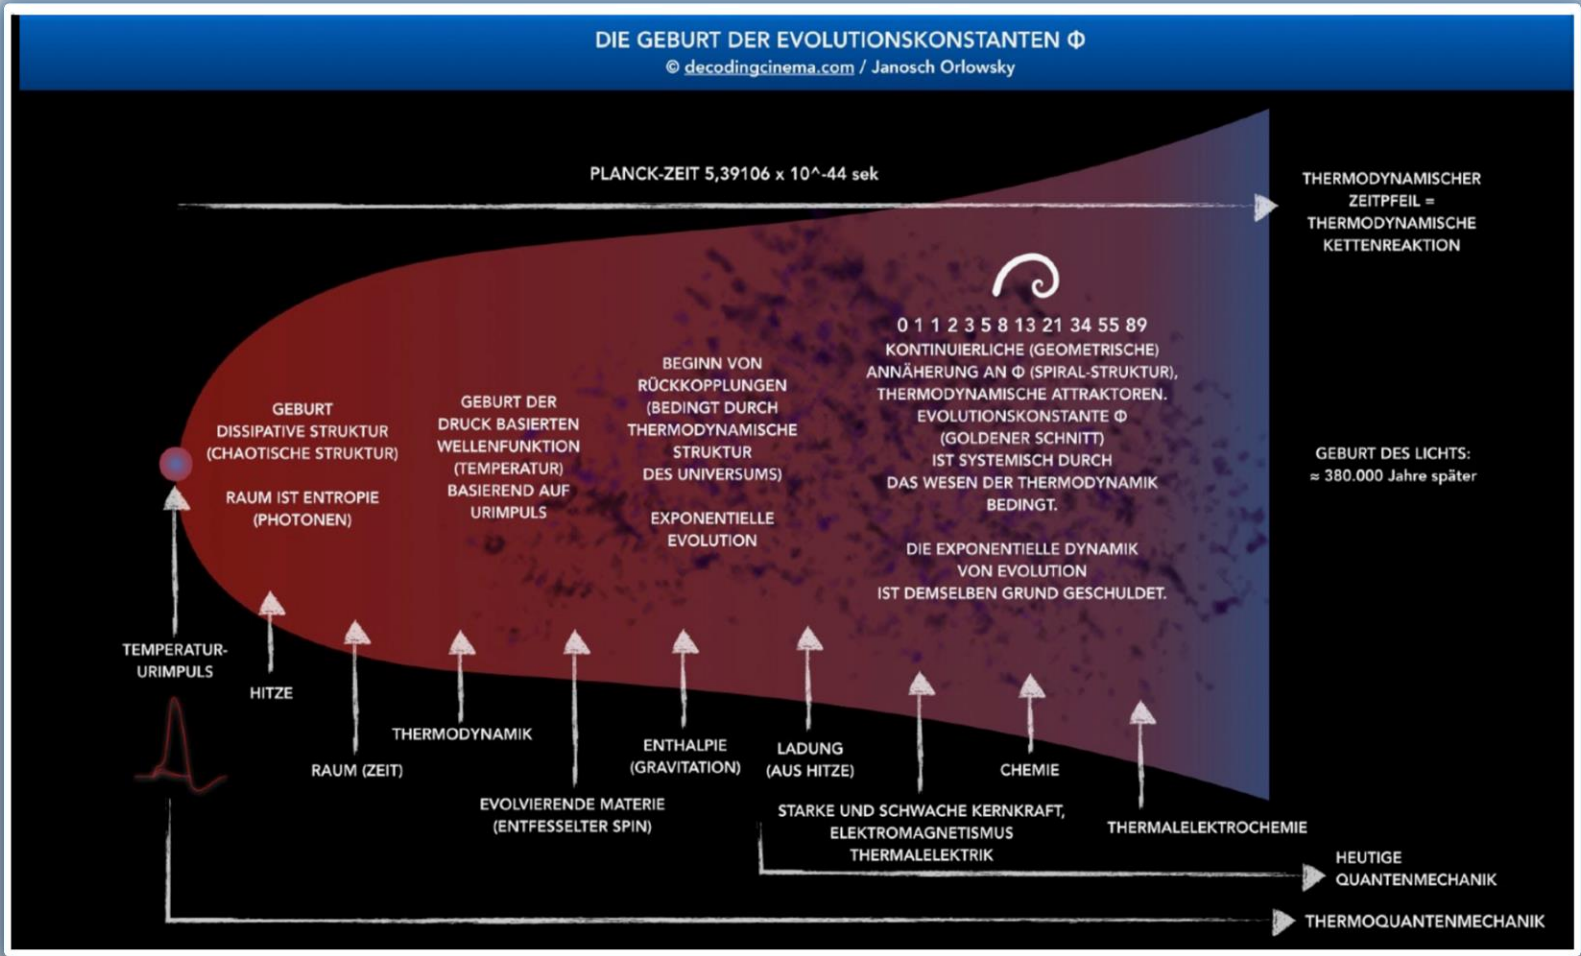 DIE GEBURT DER EVOLUTIONSKONSTANTEN Φ
© decodingcinema.com / Janosch Orlowsky
PLANCK-ZEIT 5,39106 x 10^-44 sek
THERMODYNAMISCHER
ZEITPFEIL =
THERMODYNAMISCHE
KETTENREAKTION
GEBURT
DISSIPATIVE STRUKTUR
(CHAOTISCHE STRUKTUR)
RAUM IST ENTROPIE
(PHOTONEN)
GEBURT DER
DRUCK BASIERTEN
WELLENFUNKTION
(TEMPERATUR)
BASIEREND AUF
URIMPULS
BEGINN VON
RÜCKKOPPLUNGEN
(BEDINGT DURCH
THERMODYNAMISCHE
STRUKTUR
DES UNIVERSUMS)
EXPONENTIELLE
EVOLUTION
0 1 1 2 3 5 8 13 21 34 55 89
KONTINUIERLICHE (GEOMETRISCHE)
ANNÄHERUNG AN Φ (SPIRAL-STRUKTUR),
THERMODYNAMISCHE ATTRAKTOREN.
EVOLUTIONSKONSTANTE Φ
(GOLDENER SCHNITT)
IST SYSTEMISCH DURCH
DAS WESEN DER THERMODYNAMIK
BEDINGT.
DIE EXPONENTIELLE DYNAMIK
VON EVOLUTION
IST DEMSELBEN GRUND GESCHULDET.
GEBURT DES LICHTS:
≈ 380.000 Jahre später
TEMPERATUR-
URIMPULS
HITZE
RAUM (ZEIT)
THERMODYNAMIK
EVOLVIERENDE MATERIE
(ENTFESSELTER SPIN)
ENTHALPIE
(GRAVITATION)
LADUNG
(AUS HITZE)
STARKE UND SCHWACHE KERNKRAFT,
ELEKTROMAGNETISMUS
THERMALELEKTRIK
CHEMIE
THERMALELEKTROCHEMIE
HEUTIGE
QUANTENMECHANIK
THERMOQUANTENMECHANIK